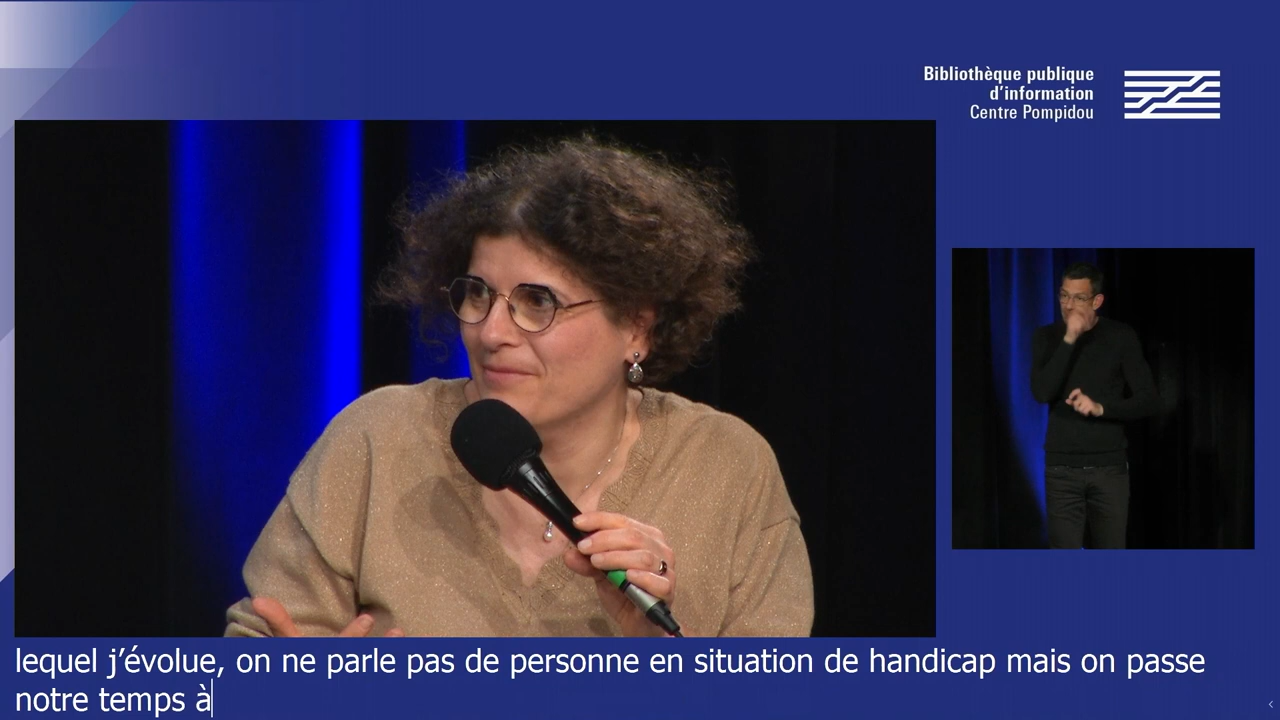 Bibliothèque publique
d’information
Centre Pompidou
lequel j’évolue, on ne parle pas de personne en situation de handicap mais on passe
notre temps à